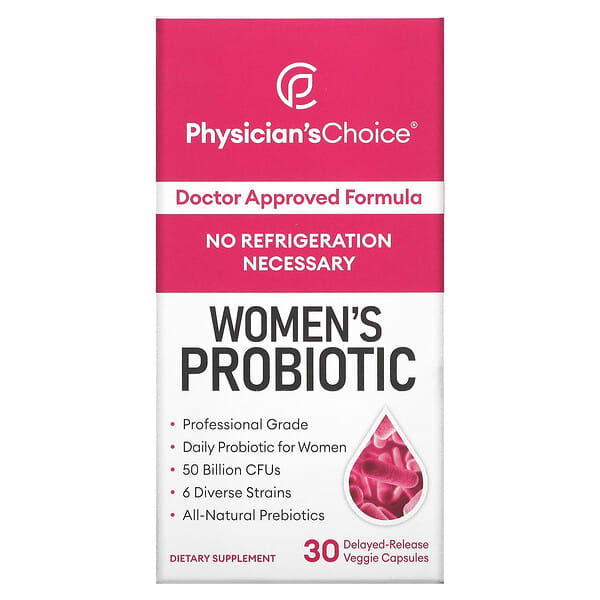 Physician'sChoice®
Doctor Approved Formula
NO REFRIGERATION
NECESSARY
WOMEN'S
PROBIOTIC
• Professional Grade
• Daily Probiotic for Women
• 50 Billion CFUs
• 6 Diverse Strains
• All-Natural Prebiotics
DIETARY SUPPLEMENT
30 Delayed-Release
Veggie Capsules